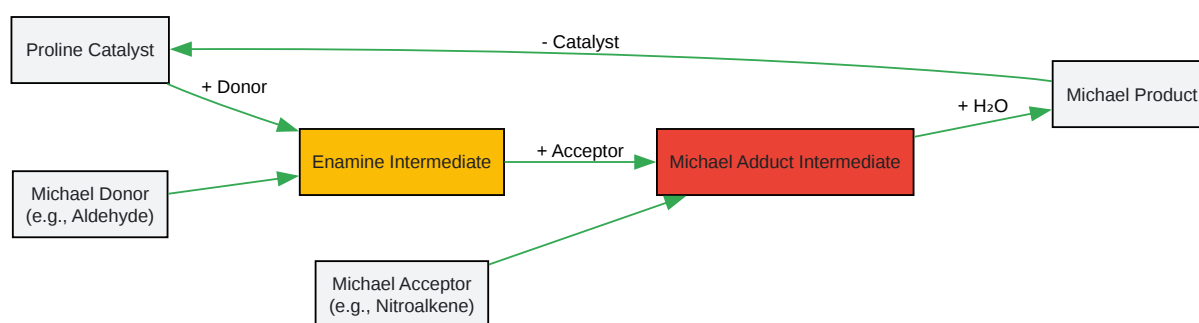 Proline Catalyst
- Catalyst
+ Donor
Michael Product
+ H₂O
Enamine Intermediate
+ Acceptor
Michael Adduct Intermediate
Michael Donor
(e.g., Aldehyde)
Michael Acceptor
(e.g., Nitroalkene)